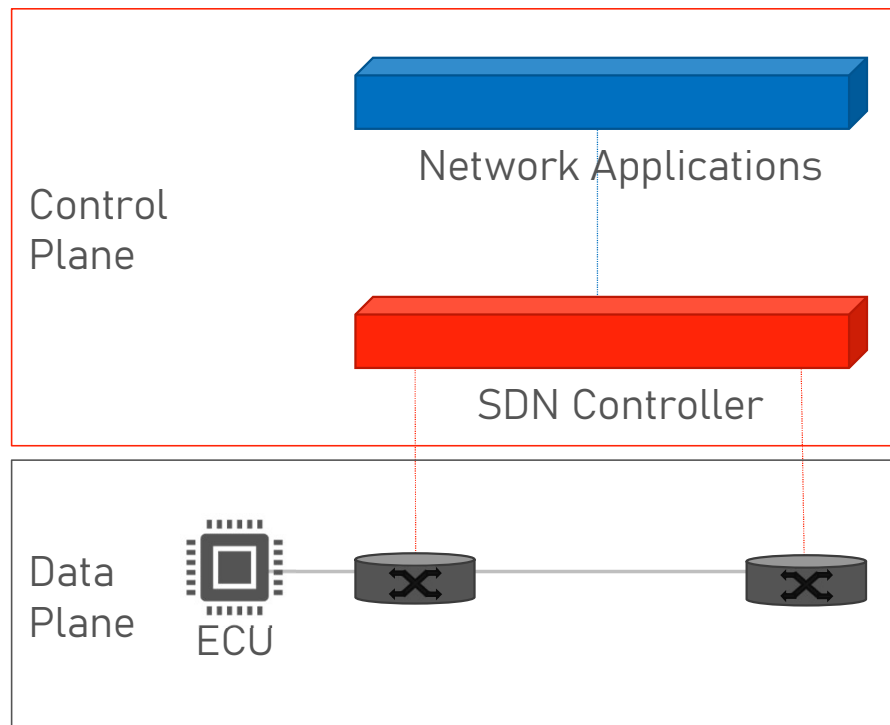 Network Applications
Control
Plane
SDN Controller
Data
Plane
ECU